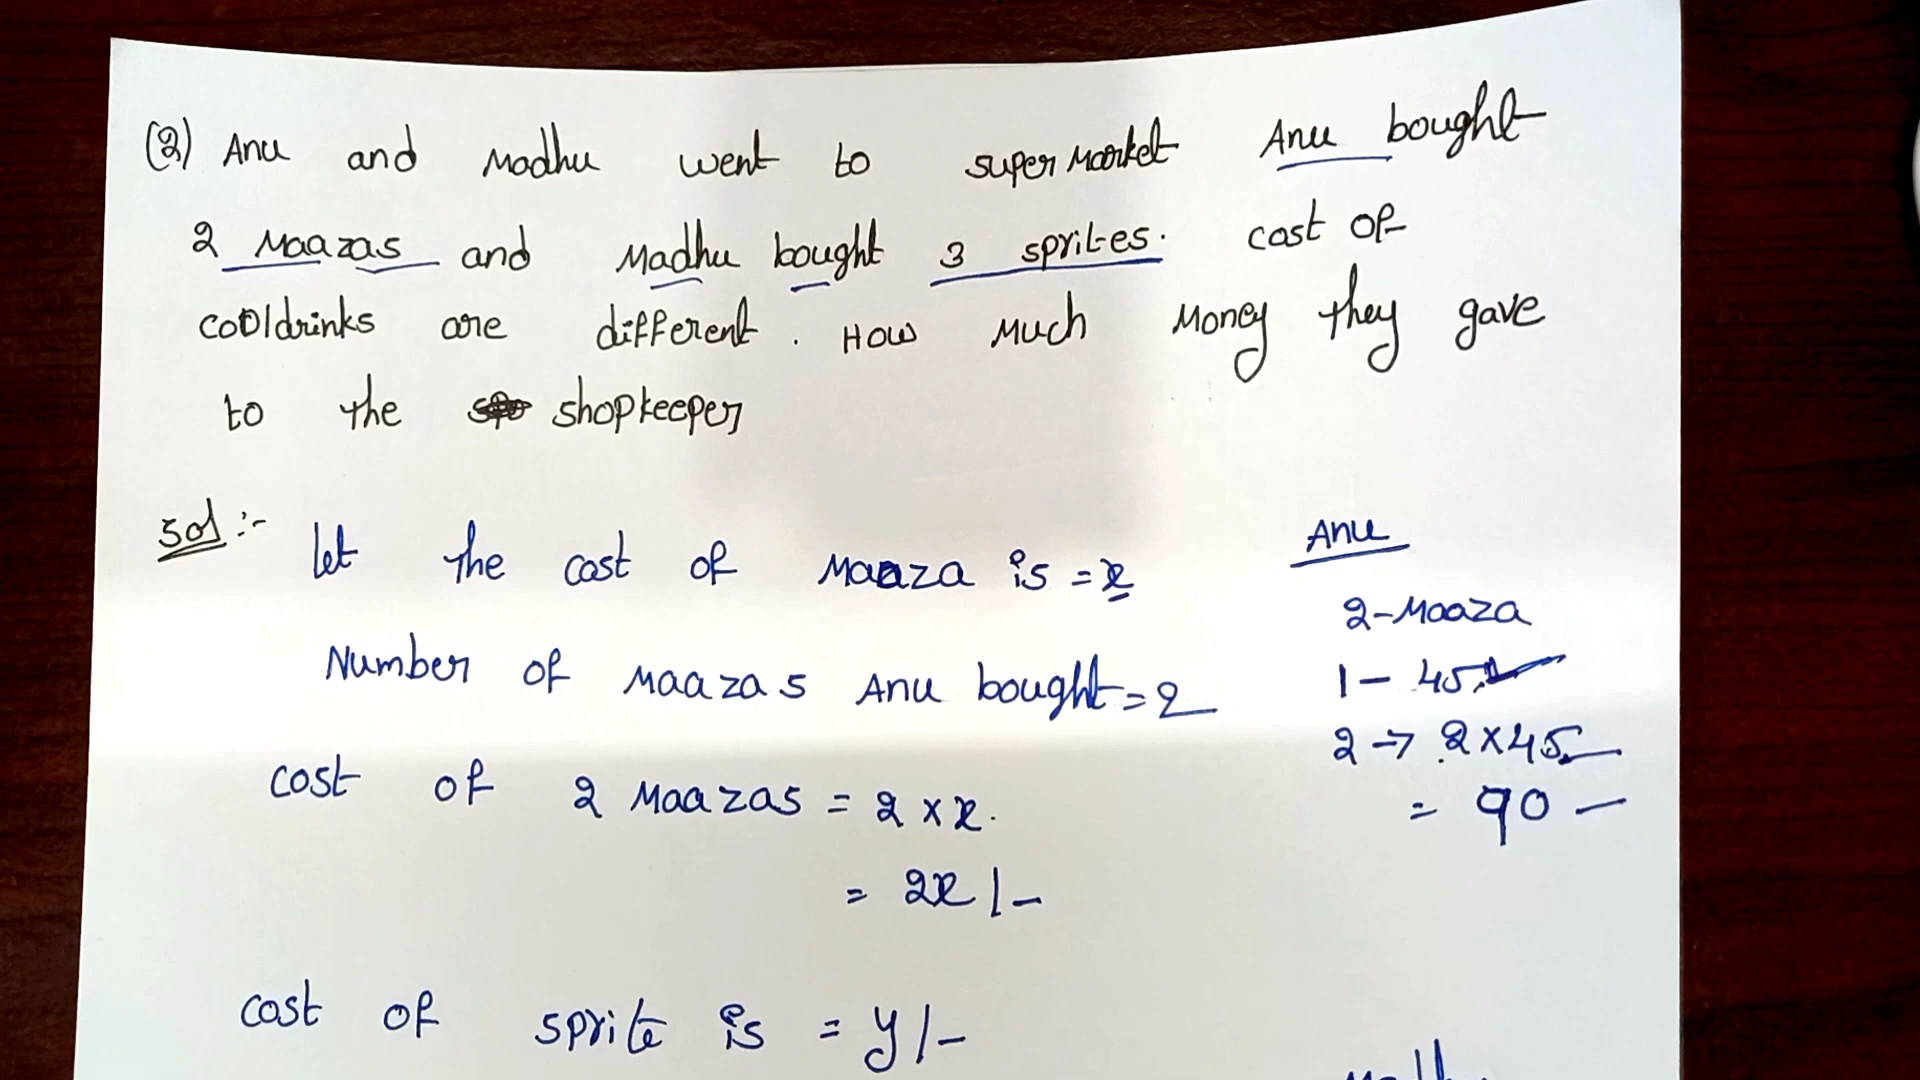 (2) Anu and Madhu went to super Market Anu bought
2 Maazas and Madhu bought 3 sprites. cost of
cooldrinks are different. How Much Money they gave
to the shopkeeper
Sol :-
let the cost of Maaza is = x
Number of Maazas Anu bought = 2
cost of 2 Maazas = 2 × x.
= 2x/-
cost of sprite is = y/-
Anu
2-Maaza
1 - 45
2 → 2×45
= 90 -